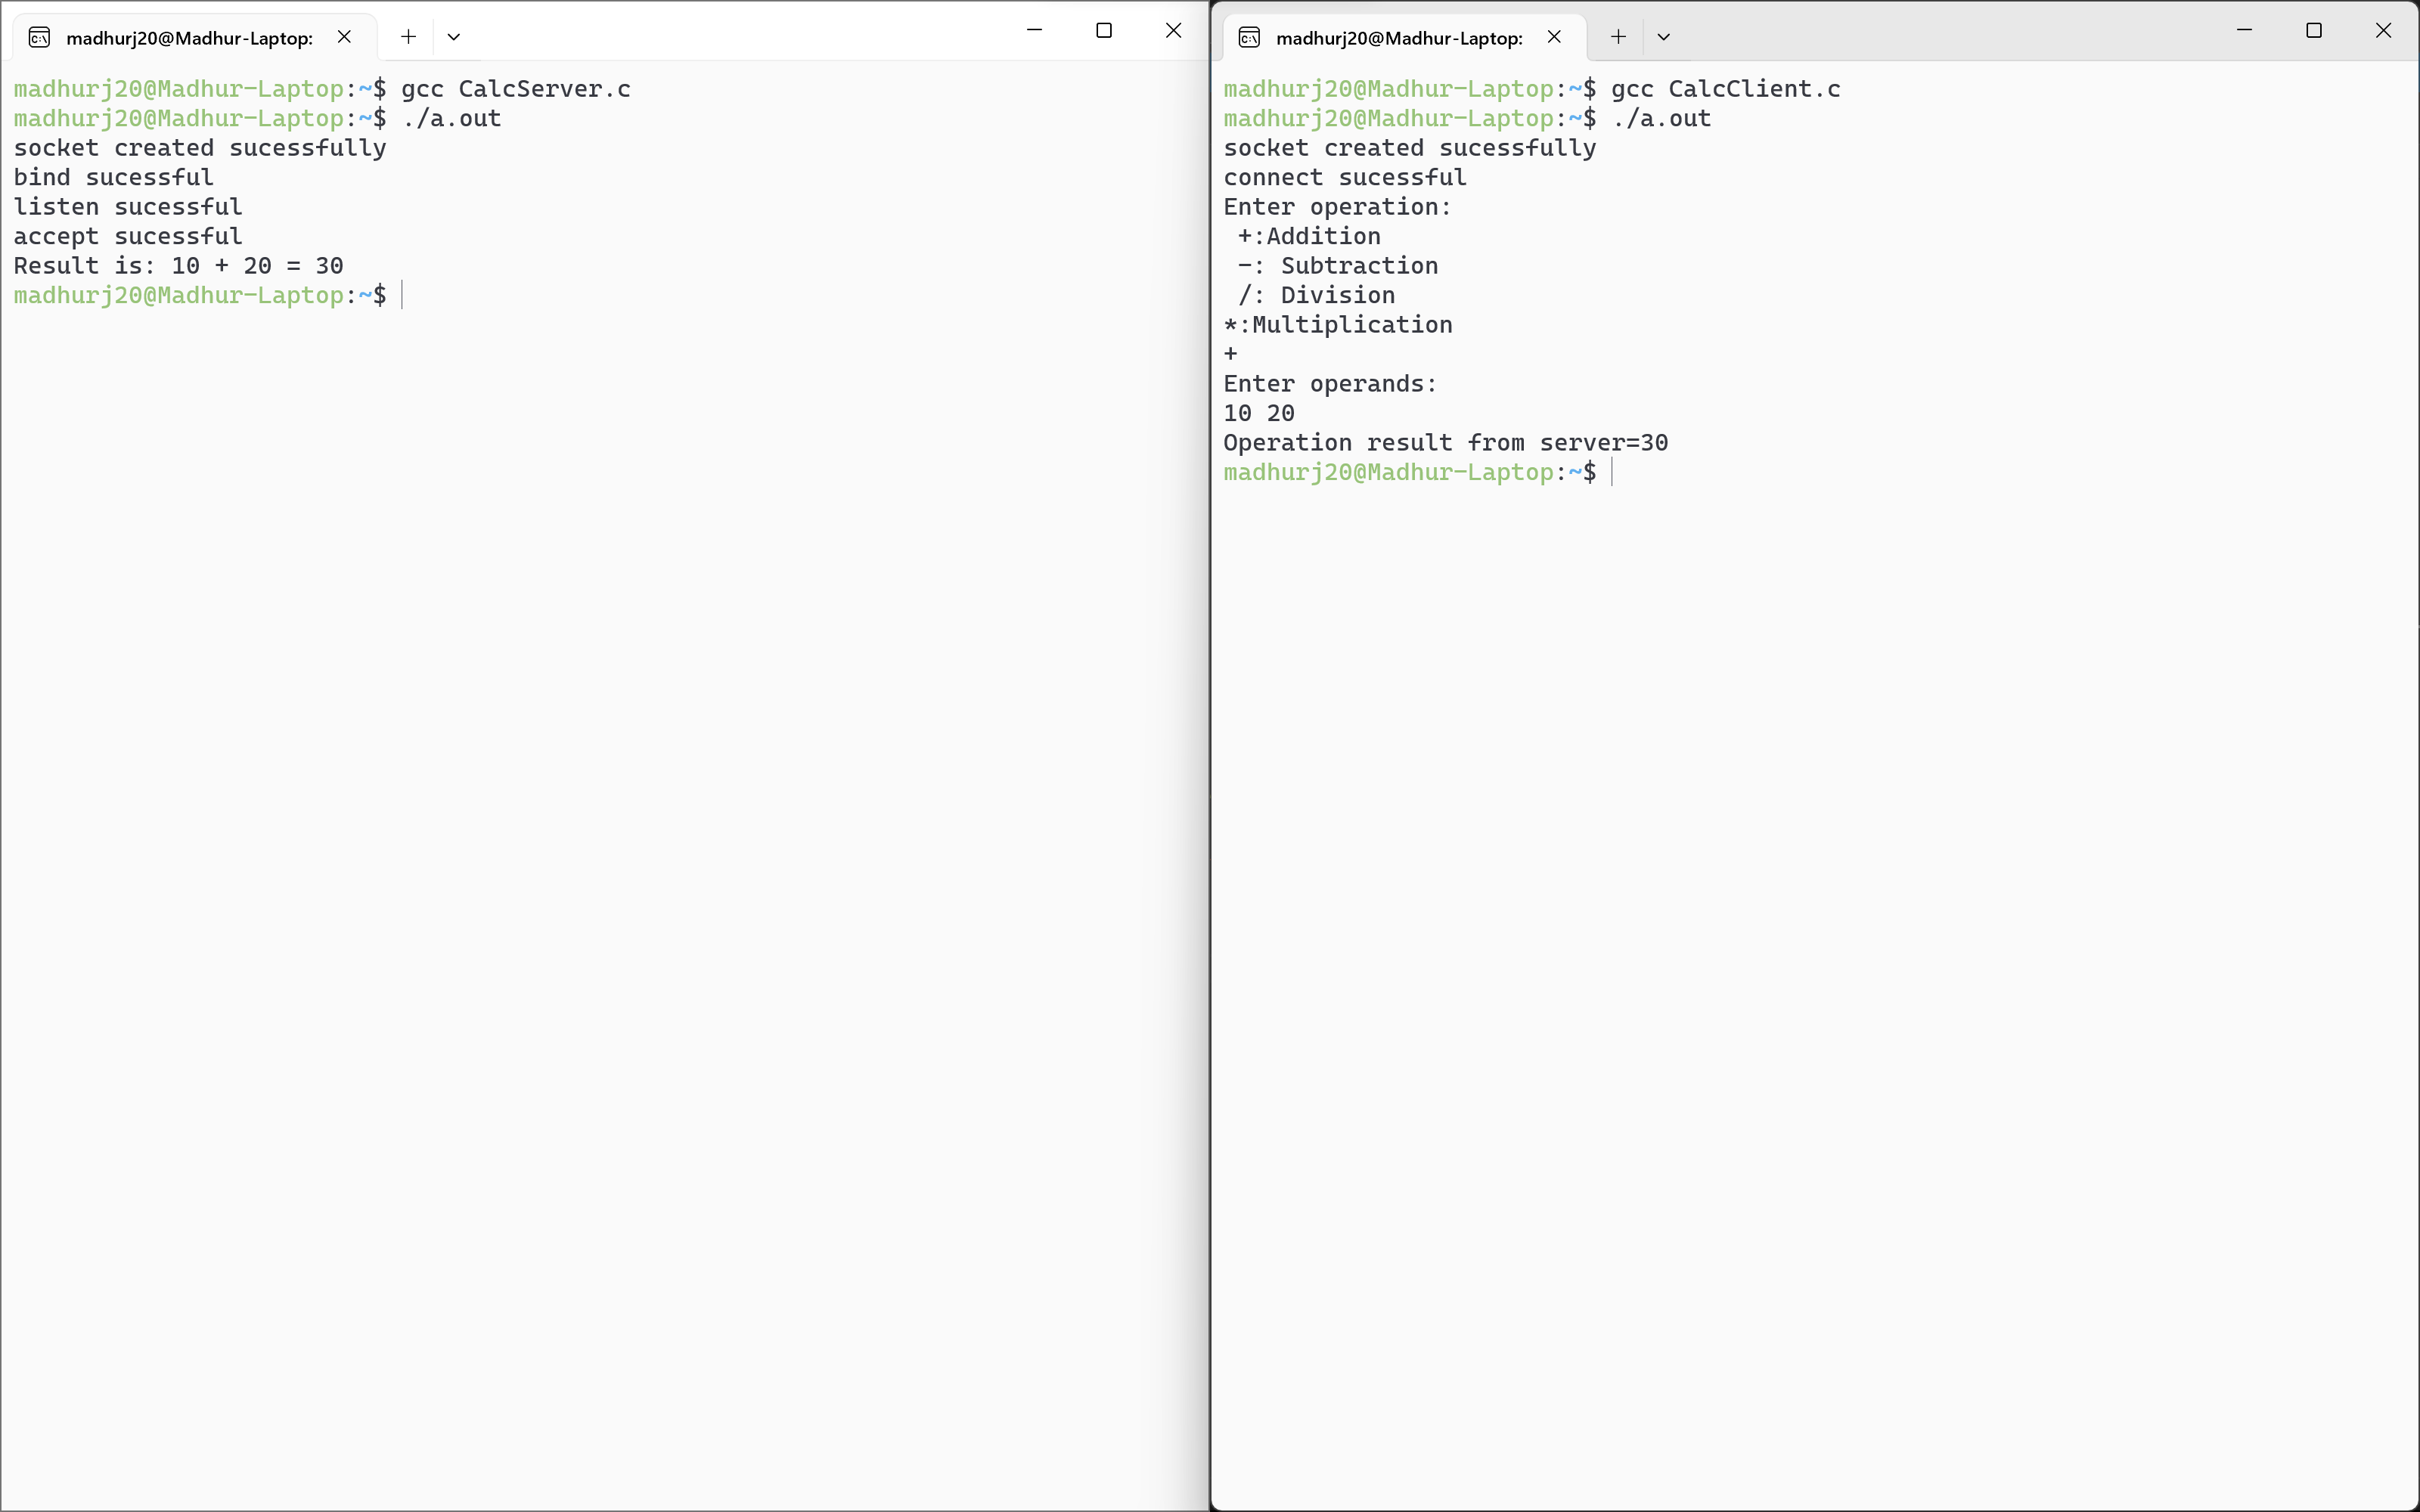 madhurj20@Madhur-Laptop:
madhurj20@Madhur-Laptop:~$ gcc CalcServer.c
madhurj20@Madhur-Laptop:~$ ./a.out
socket created sucessfully
bind sucessful
listen sucessful
accept sucessful
Result is: 10 + 20 = 30
madhurj20@Madhur-Laptop:~$
madhurj20@Madhur-Laptop:
madhurj20@Madhur-Laptop:~$ gcc CalcClient.c
madhurj20@Madhur-Laptop:~$ ./a.out
socket created sucessfully
connect sucessful
Enter operation:
 +:Addition
 -: Subtraction
 /: Division
*:Multiplication
+
Enter operands:
10 20
Operation result from server=30
madhurj20@Madhur-Laptop:~$